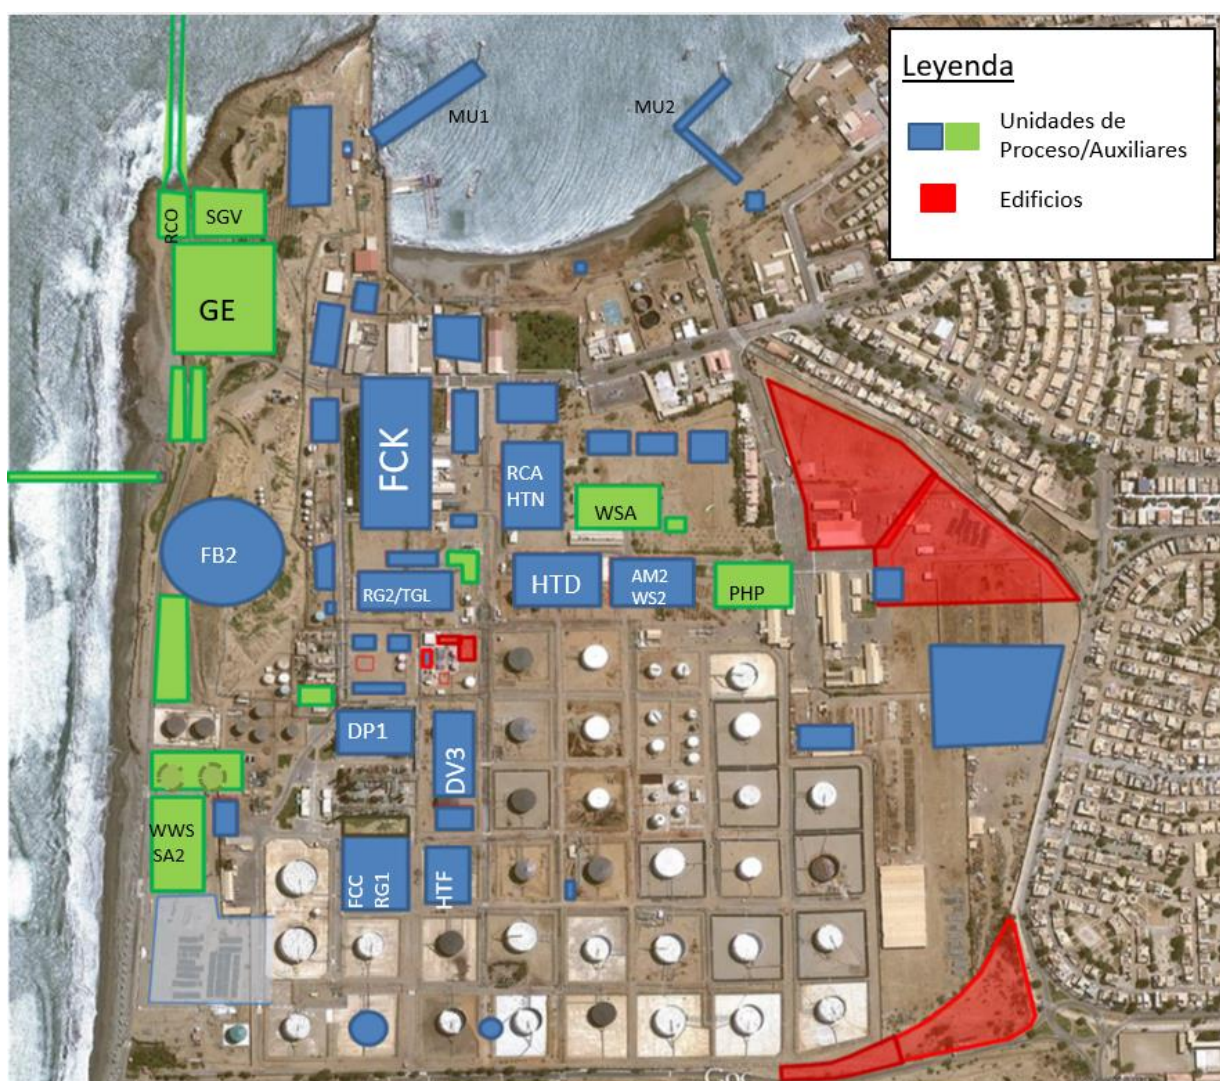 Leyenda
Unidades de
Proceso/Auxiliares
Edificios
MU1
MU2
RCO
SGV
GE
FCK
RCA
HTN
WSA
FB2
RG2/TGL
HTD
AM2
WS2
PHP
DP1
DV3
WWS
SA2
FCC
RG1
HTF